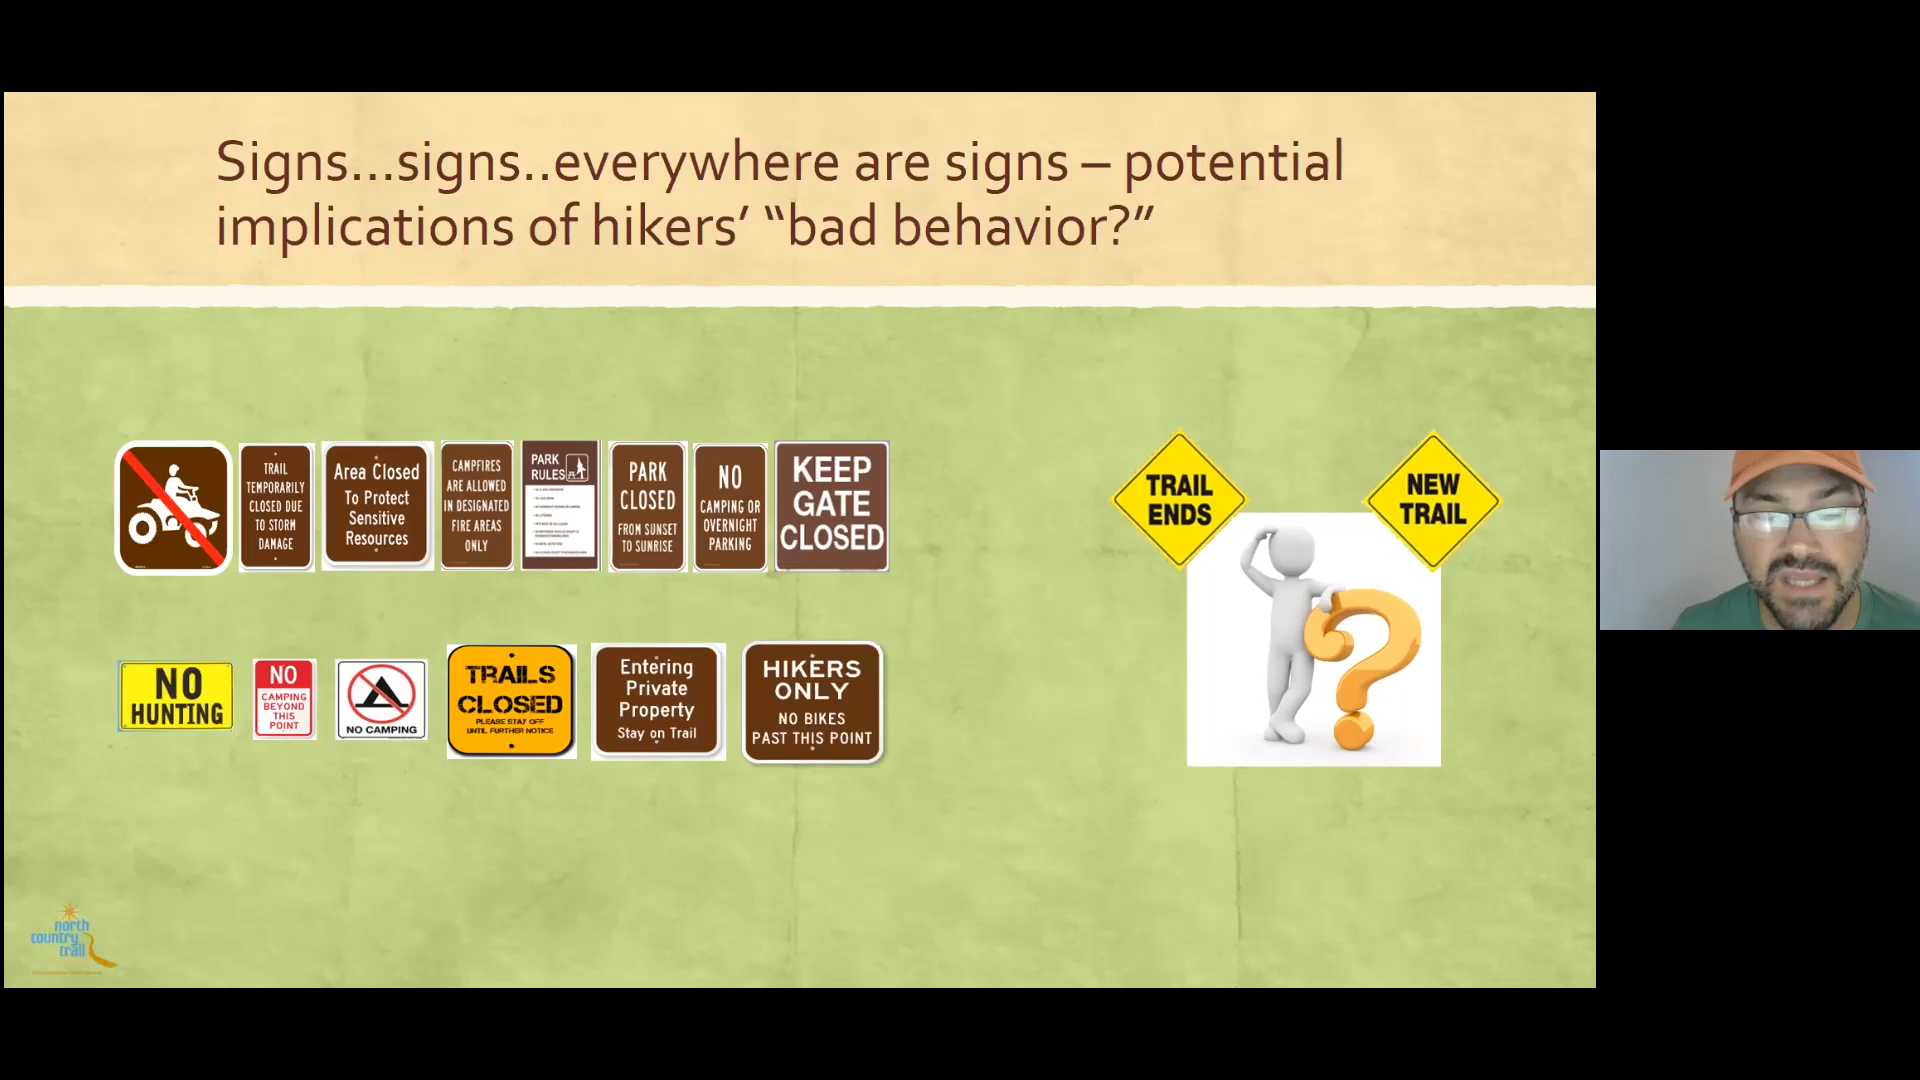 Signs...signs..everywhere are signs – potential
implications of hikers’ “bad behavior?”
TRAIL
TEMPORARILY
CLOSED DUE
TO STORM
DAMAGE
Area Closed
To Protect
Sensitive
Resources
CAMPFIRES
ARE ALLOWED
IN DESIGNATED
FIRE AREAS
ONLY
PARK
RULES
PARK
CLOSED
FROM SUNSET
TO SUNRISE
NO
CAMPING OR
OVERNIGHT
PARKING
KEEP
GATE
CLOSED
TRAIL
ENDS
NEW
TRAIL
NO
HUNTING
NO
CAMPING
BEYOND
THIS
POINT
NO CAMPING
TRAILS
CLOSED
PLEASE STAY OFF
UNTIL FURTHER NOTICE
Entering
Private
Property
Stay on Trail
HIKERS
ONLY
NO BIKES
PAST THIS POINT
north
country
trail